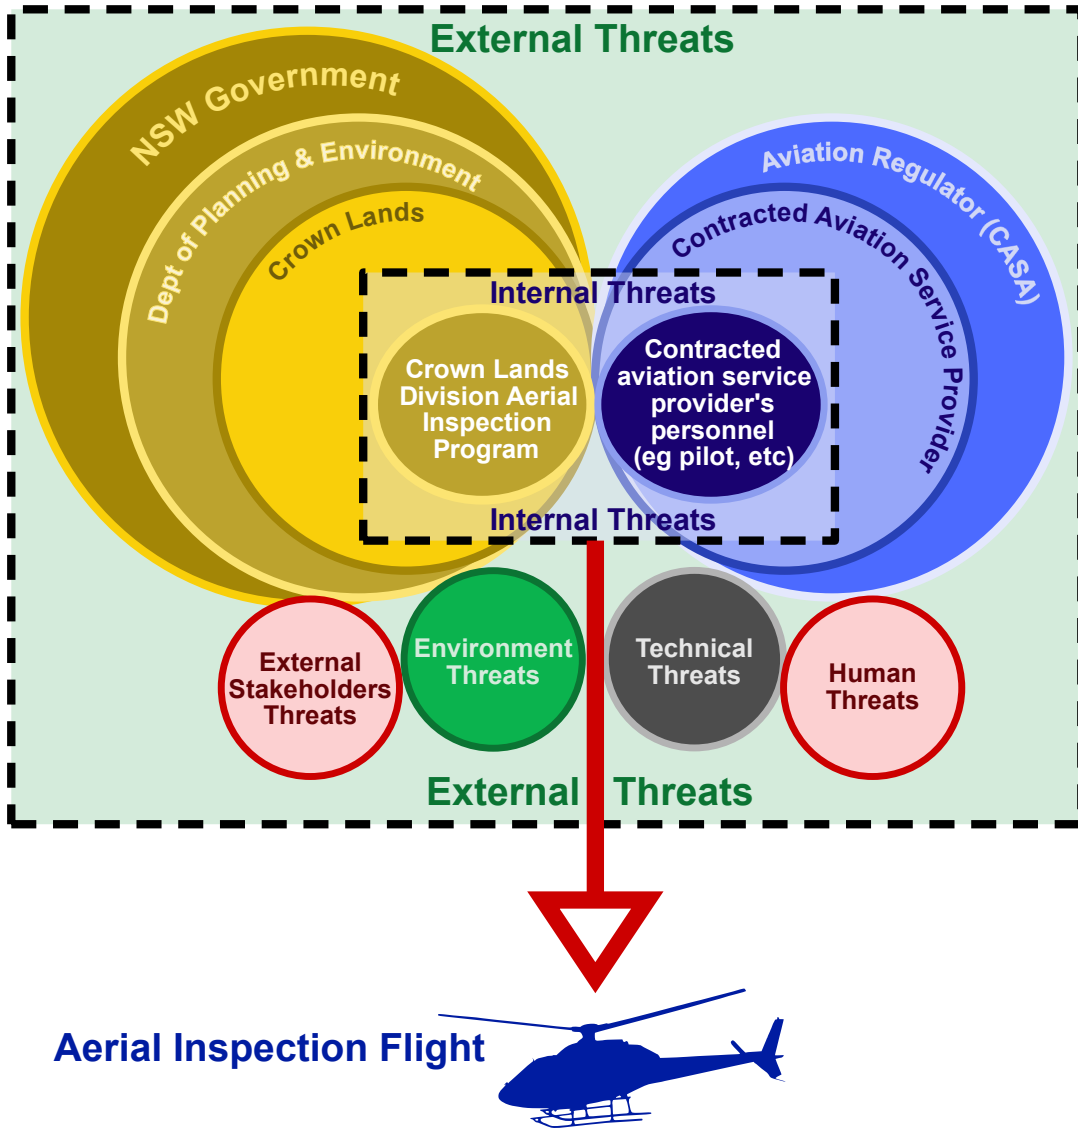 External Threats
NSW Government
Dept of Planning & Environment
Crown Lands
Aviation Regulator (CASA)
Contracted Aviation Service Provider
Internal Threats
Crown Lands
Division Aerial
Inspection
Program
Contracted
aviation service
provider's
personnel
(eg pilot, etc)
Internal Threats
External
Stakeholders
Threats
Environment
Threats
Technical
Threats
Human
Threats
External Threats
Aerial Inspection Flight